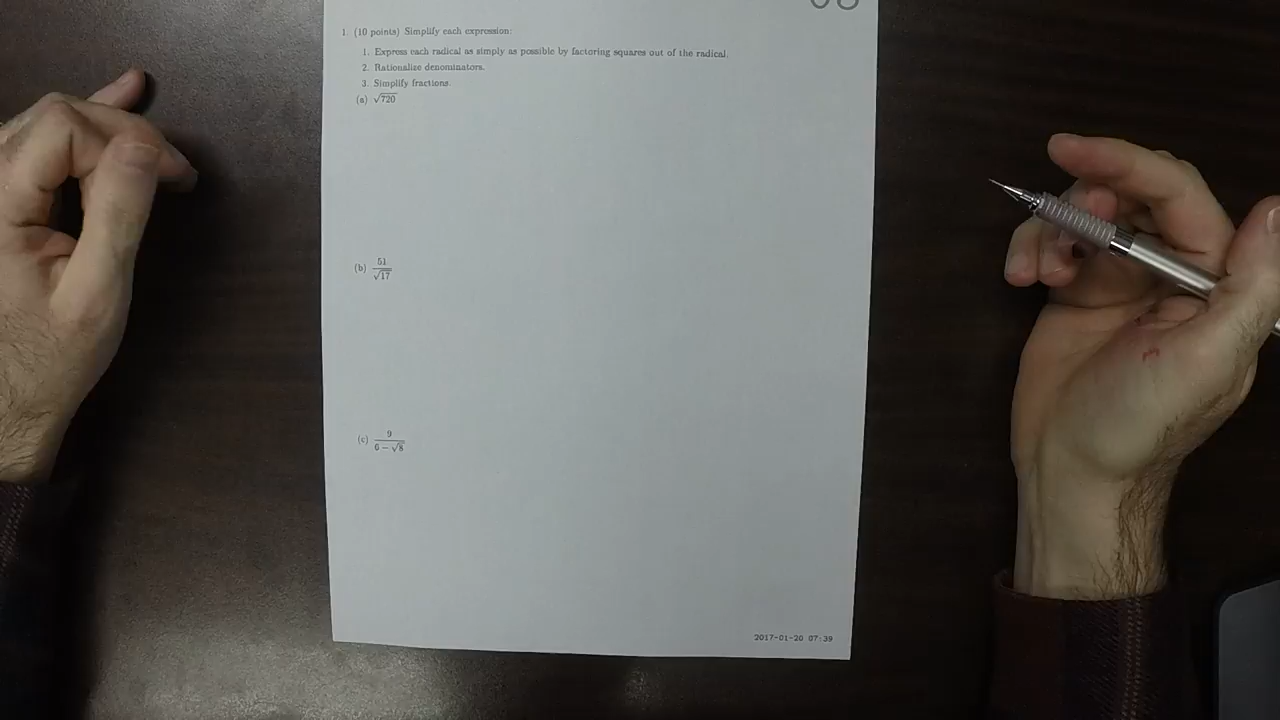 1. (10 points) Simplify each expression:
1. Express each radical as simply as possible by factoring squares out of the radical.
2. Rationalize denominators.
3. Simplify fractions.
(a) √720
(b) 51/√17
(c) 9/(6 − √8)
2017-01-20 07:39